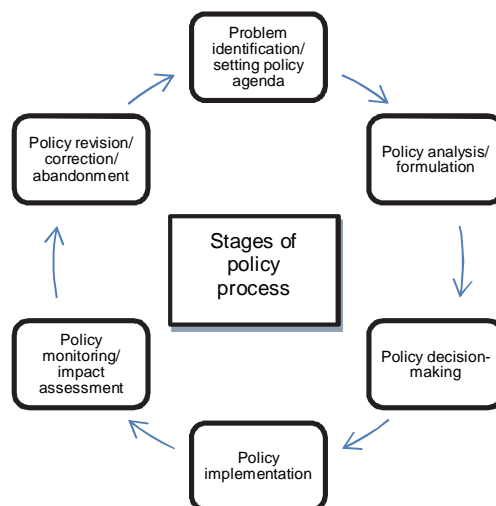 Problem
identification/
setting policy
agenda
Policy analysis/
formulation
Policy decision-
making
Policy
implementation
Policy
monitoring/
impact
assessment
Policy revision/
correction/
abandonment
Stages of
policy
process